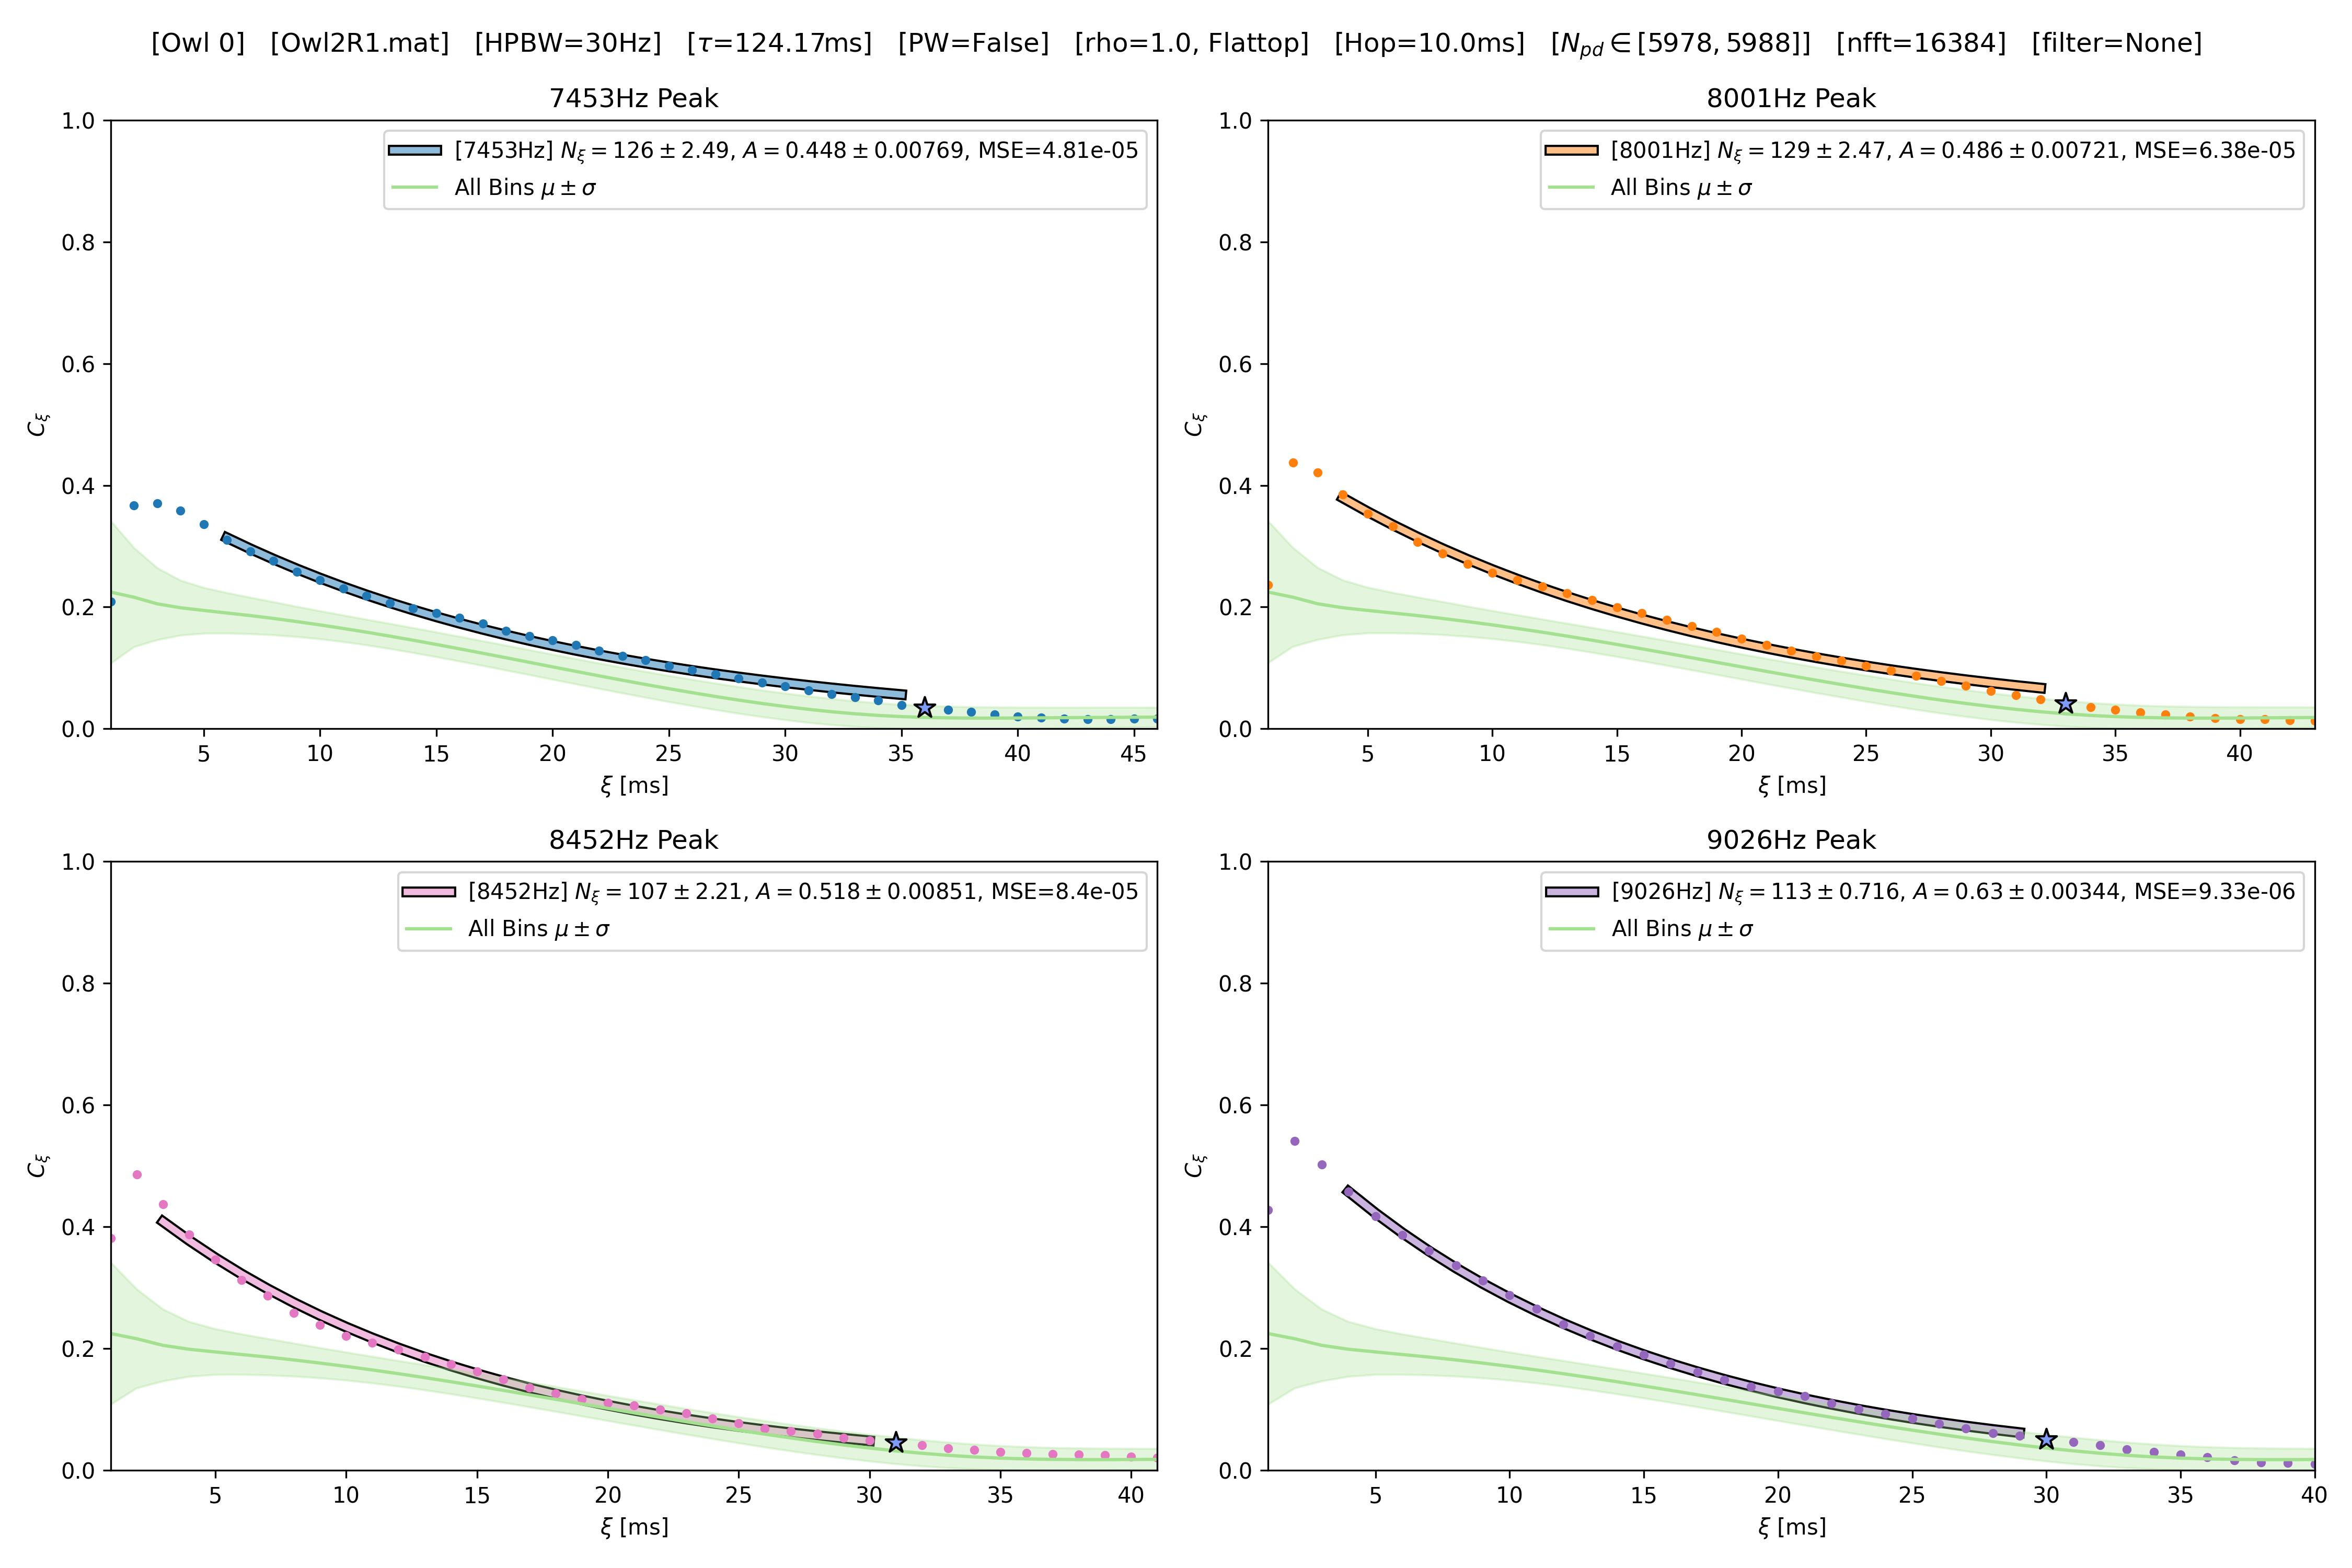 [Owl 0] [Owl2R1.mat] [HPBW=30Hz] [τ=124.17ms] [PW=False] [rho=1.0, Flattop] [Hop=10.0ms] [N_pd ∈ [5978, 5988]] [nfft=16384] [filter=None]
7453Hz Peak
[7453Hz] N_ξ = 126 ± 2.49, A = 0.448 ± 0.00769, MSE=4.81e-05
All Bins μ ± σ
1.0
0.8
0.6
0.4
0.2
0.0
C_ξ
5 10 15 20 25 30 35 40 45
ξ [ms]
8001Hz Peak
[8001Hz] N_ξ = 129 ± 2.47, A = 0.486 ± 0.00721, MSE=6.38e-05
All Bins μ ± σ
1.0
0.8
0.6
0.4
0.2
0.0
C_ξ
5 10 15 20 25 30 35 40
ξ [ms]
8452Hz Peak
[8452Hz] N_ξ = 107 ± 2.21, A = 0.518 ± 0.00851, MSE=8.4e-05
All Bins μ ± σ
1.0
0.8
0.6
0.4
0.2
0.0
C_ξ
5 10 15 20 25 30 35 40
ξ [ms]
9026Hz Peak
[9026Hz] N_ξ = 113 ± 0.716, A = 0.63 ± 0.00344, MSE=9.33e-06
All Bins μ ± σ
1.0
0.8
0.6
0.4
0.2
0.0
C_ξ
5 10 15 20 25 30 35 40
ξ [ms]